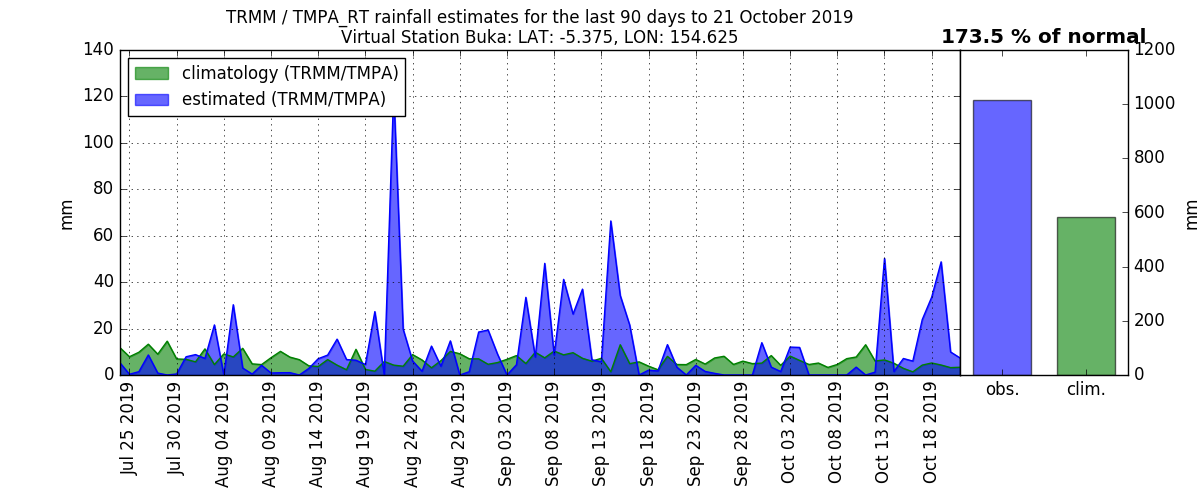 TRMM / TMPA_RT rainfall estimates for the last 90 days to 21 October 2019
Virtual Station Buka: LAT: -5.375, LON: 154.625
173.5 % of normal
climatology (TRMM/TMPA)
estimated (TRMM/TMPA)
mm
140
120
100
80
60
40
20
0
Jul 25 2019
Jul 30 2019
Aug 04 2019
Aug 09 2019
Aug 14 2019
Aug 19 2019
Aug 24 2019
Aug 29 2019
Sep 03 2019
Sep 08 2019
Sep 13 2019
Sep 18 2019
Sep 23 2019
Sep 28 2019
Oct 03 2019
Oct 08 2019
Oct 13 2019
Oct 18 2019
obs.
clim.
1200
1000
800
600
400
200
0
mm